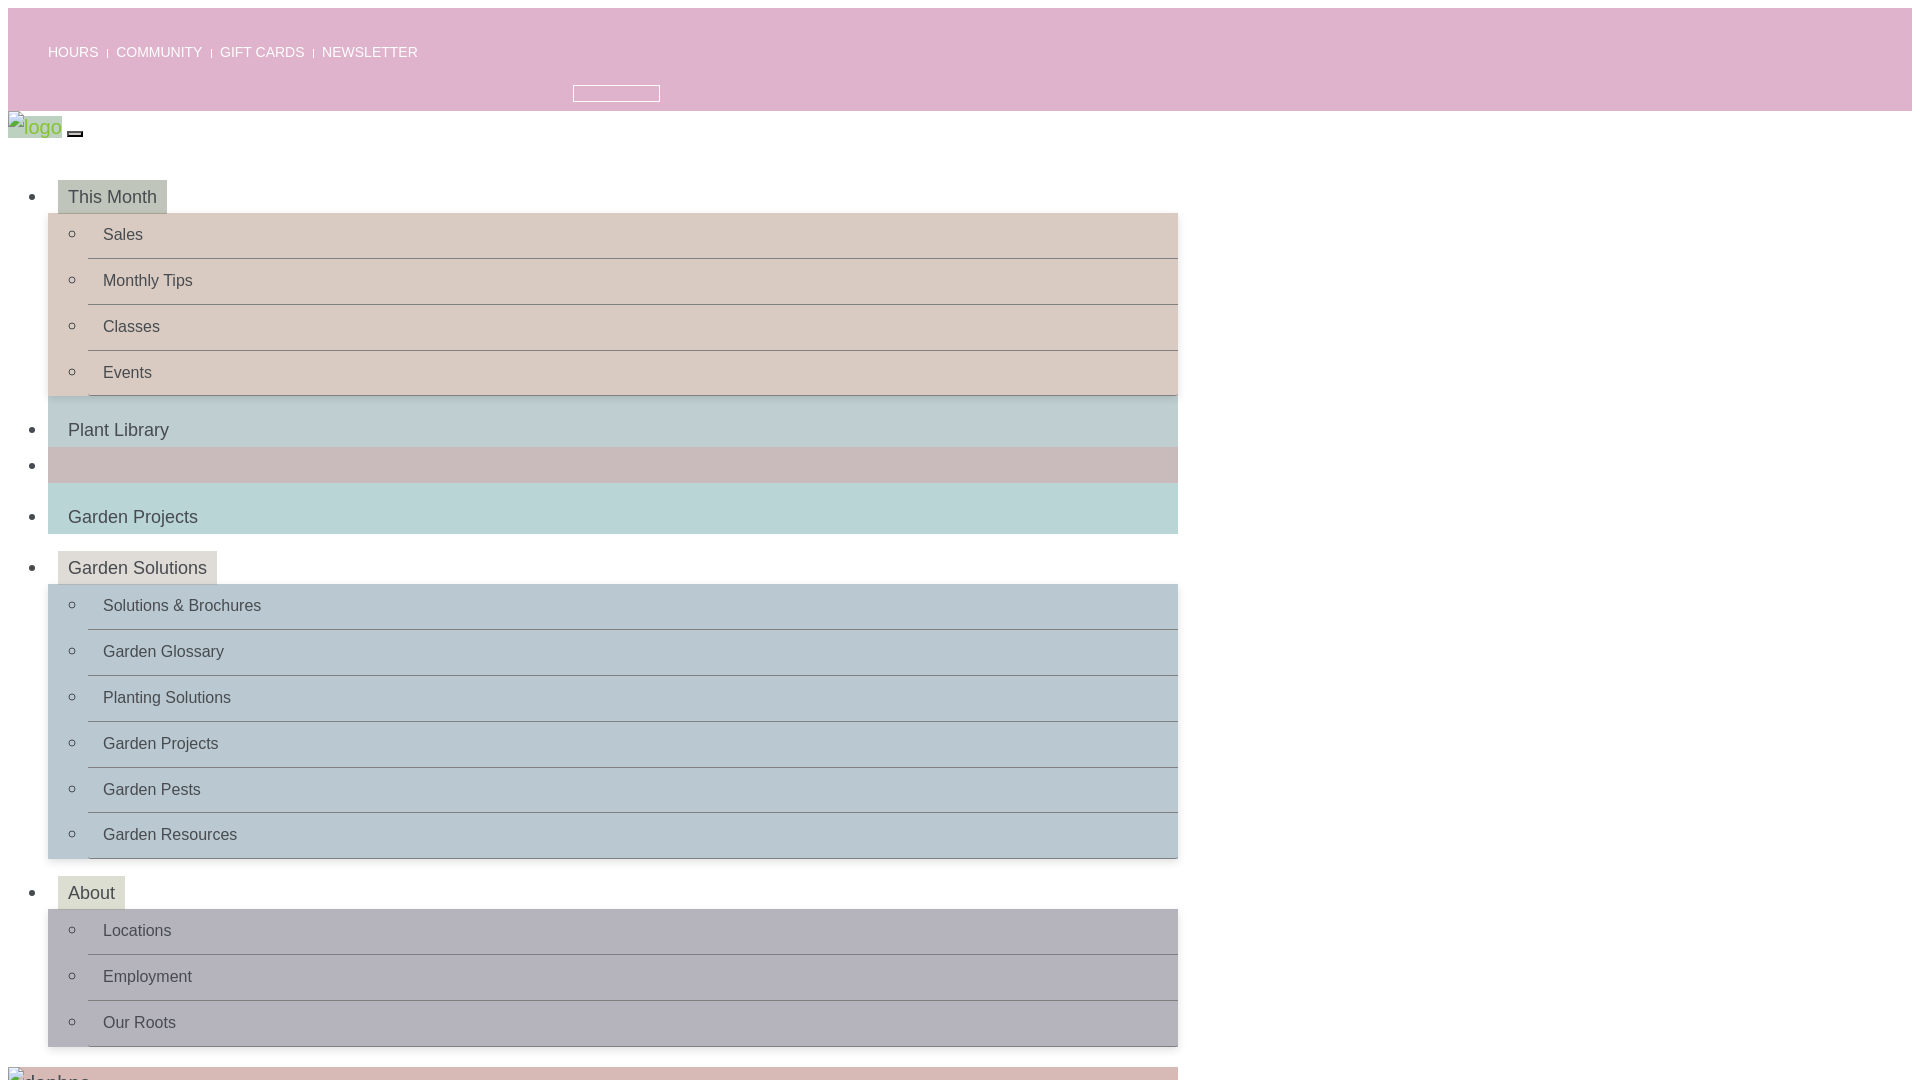 HOURS COMMUNITY GIFT CARDS NEWSLETTER
logo
This Month
Sales
Monthly Tips
Classes
Events
Plant Library
Garden Projects
Garden Solutions
Solutions & Brochures
Garden Glossary
Planting Solutions
Garden Projects
Garden Pests
Garden Resources
About
Locations
Employment
Our Roots
daphne